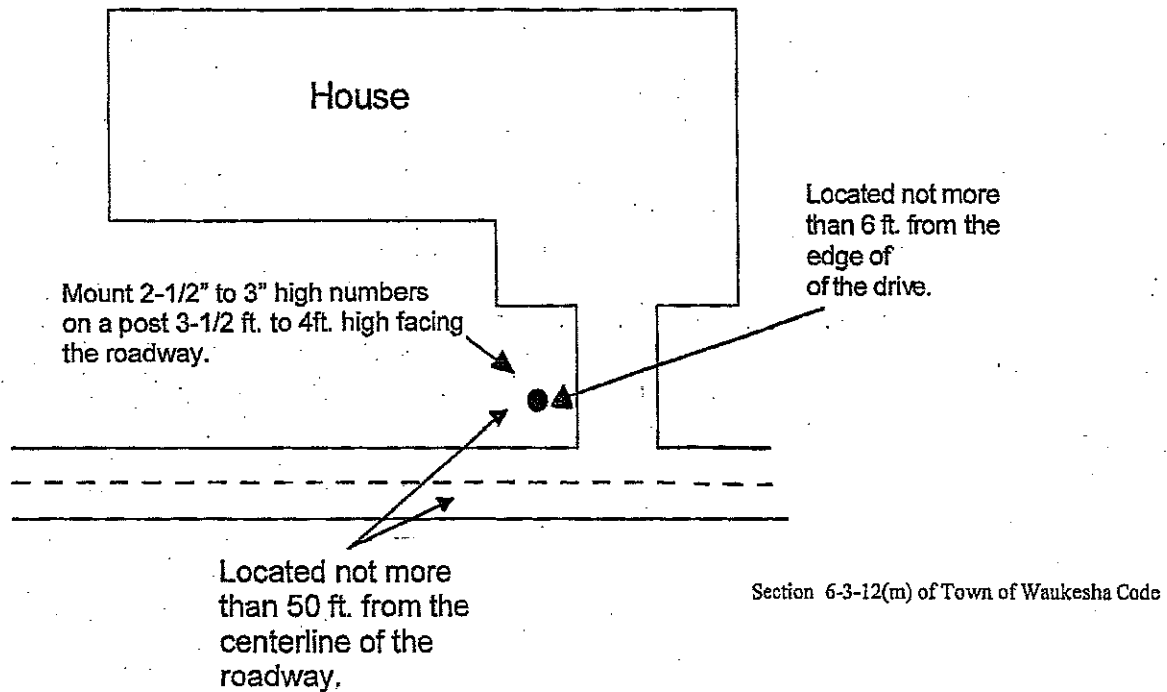 House
Located not more
than 6 ft. from the
edge of
of the drive.
Mount 2-1/2" to 3" high numbers
on a post 3-1/2 ft. to 4ft. high facing
the roadway.
Located not more
than 50 ft. from the
centerline of the
roadway.
Section 6-3-12(m) of Town of Waukesha Code